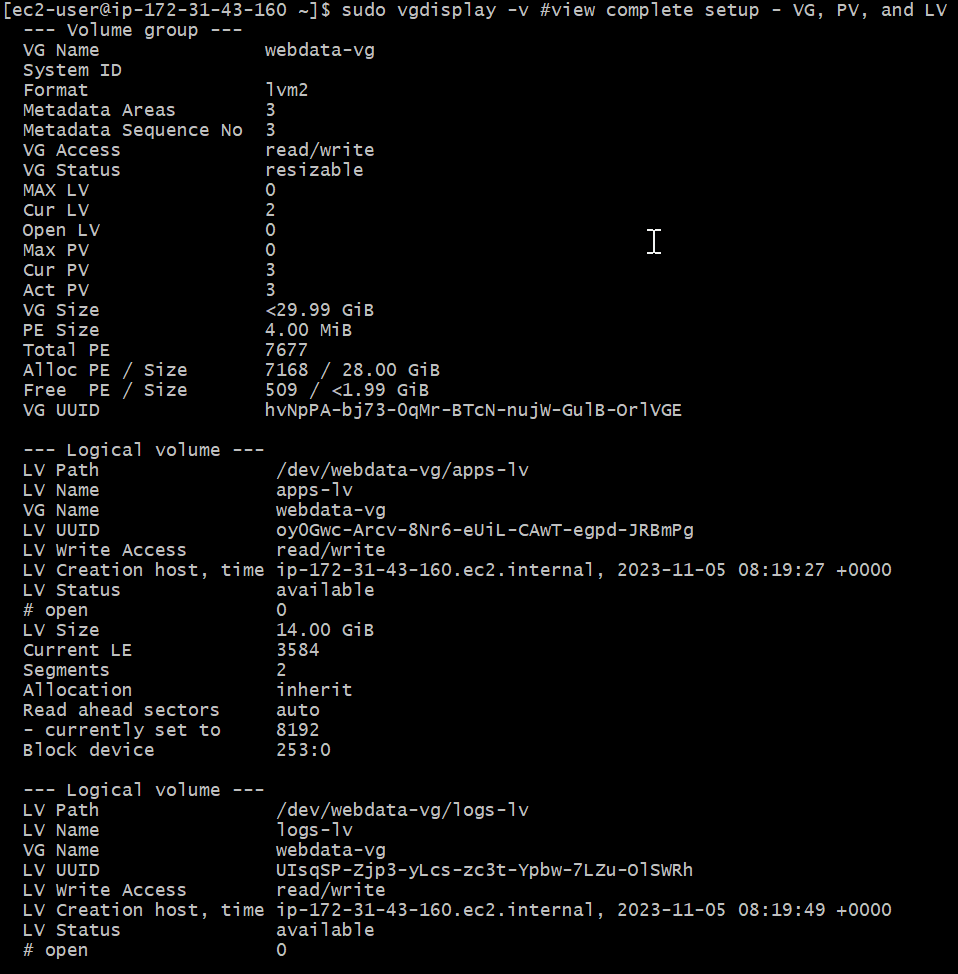 [ec2-user@ip-172-31-43-160 ~]$ sudo vgdisplay -v #view complete setup - VG, PV, and LV
--- Volume group ---
VG Name webdata-vg
System ID
Format lvm2
Metadata Areas 3
Metadata Sequence No 3
VG Access read/write
VG Status resizable
MAX LV 0
Cur LV 2
Open LV 0
Max PV 0
Cur PV 3
Act PV 3
VG Size <29.99 GiB
PE Size 4.00 MiB
Total PE 7677
Alloc PE / Size 7168 / 28.00 GiB
Free  PE / Size 509 / <1.99 GiB
VG UUID hvNpPA-bj73-0qMr-BTcN-nujW-GulB-OrlVGE
--- Logical volume ---
LV Path /dev/webdata-vg/apps-lv
LV Name apps-lv
VG Name webdata-vg
LV UUID oy0Gwc-Arcv-8Nr6-eUiL-CAwT-egpd-JRBmPg
LV Write Access read/write
LV Creation host, time ip-172-31-43-160.ec2.internal, 2023-11-05 08:19:27 +0000
LV Status available
# open 0
LV Size 14.00 GiB
Current LE 3584
Segments 2
Allocation inherit
Read ahead sectors auto
- currently set to 8192
Block device 253:0
--- Logical volume ---
LV Path /dev/webdata-vg/logs-lv
LV Name logs-lv
VG Name webdata-vg
LV UUID UIsqSP-Zjp3-yLcs-zc3t-Ypbw-7LZu-OlSWRh
LV Write Access read/write
LV Creation host, time ip-172-31-43-160.ec2.internal, 2023-11-05 08:19:49 +0000
LV Status available
# open 0